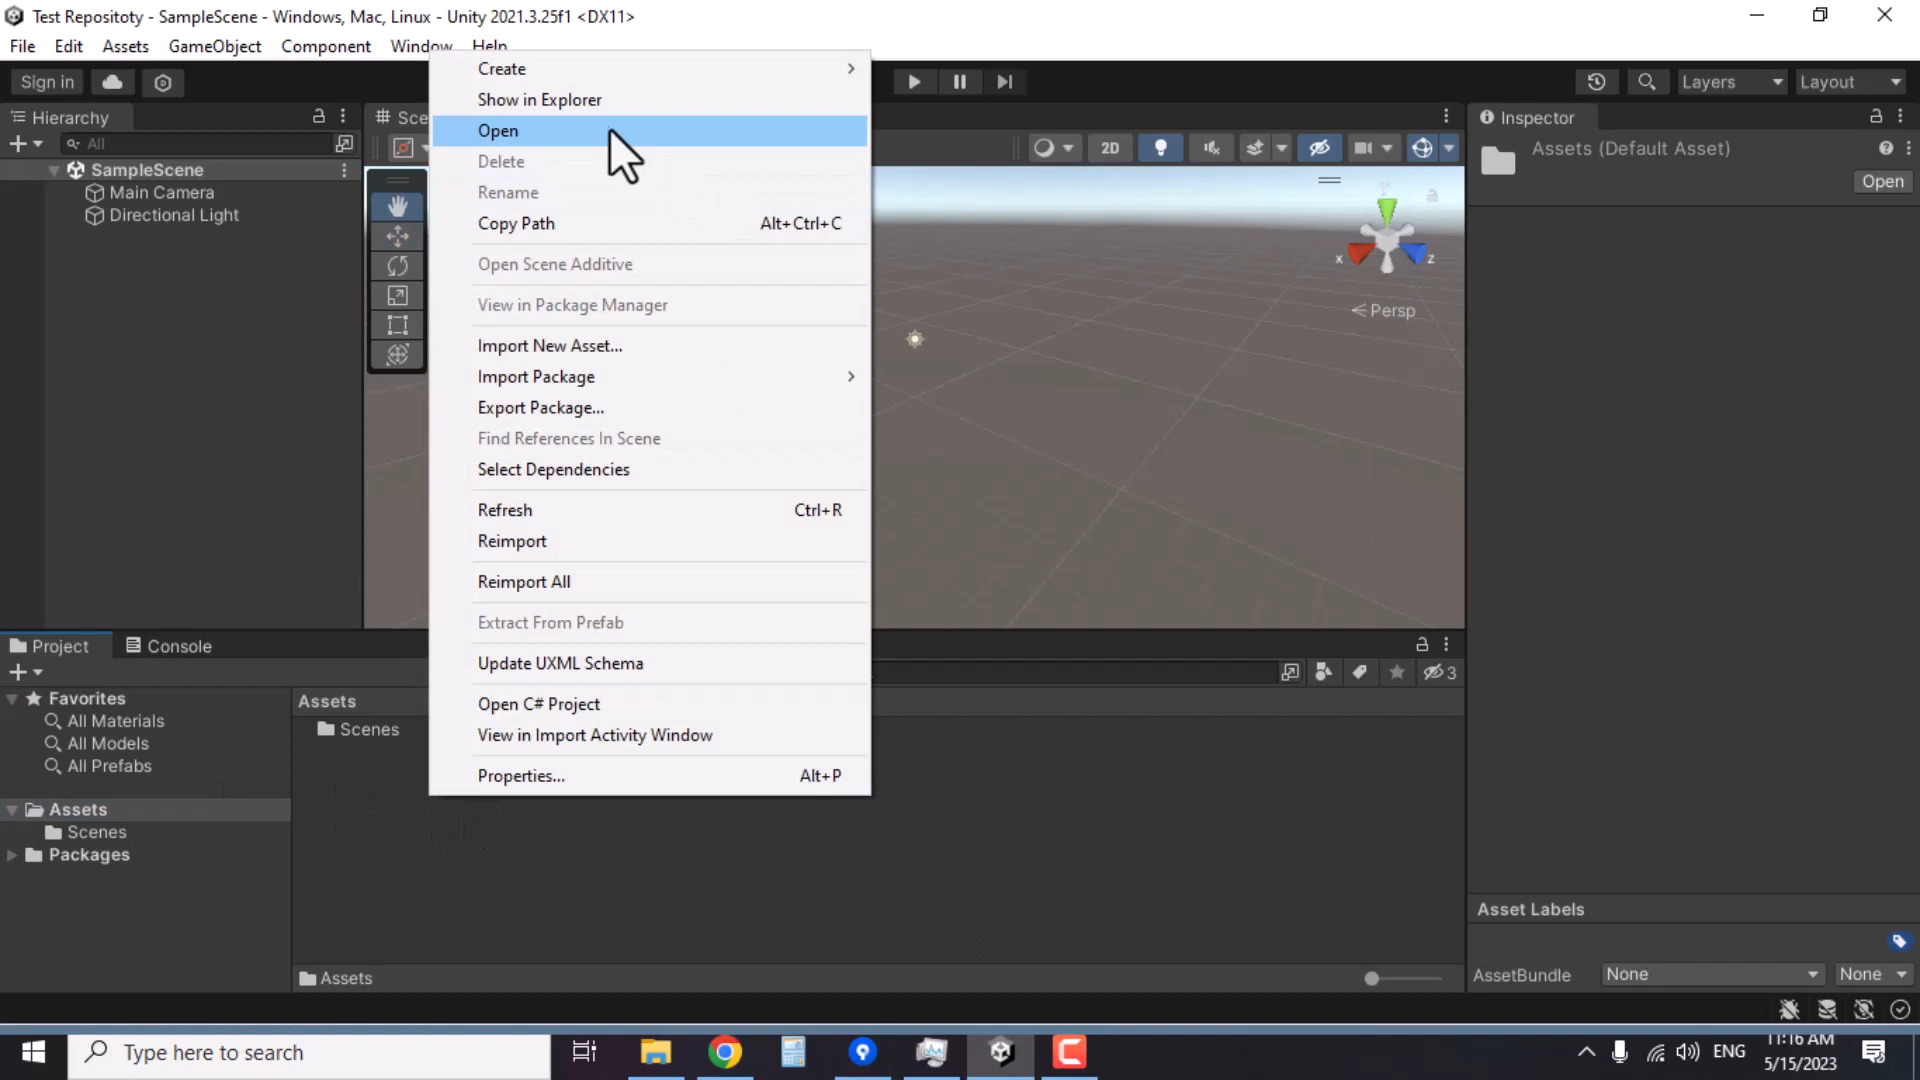 Test Repositoty - SampleScene - Windows, Mac, Linux - Unity 2021.3.25f1 <DX11>
File Edit Assets GameObject Component Window Help
Sign in Layers Layout
Hierarchy
All
SampleScene
Main Camera
Directional Light
Sce
2D
x y z
Persp
Create
Show in Explorer
Open
Delete
Rename
Copy Path Alt+Ctrl+C
Open Scene Additive
View in Package Manager
Import New Asset...
Import Package
Export Package...
Find References In Scene
Select Dependencies
Refresh Ctrl+R
Reimport
Reimport All
Extract From Prefab
Update UXML Schema
Open C# Project
View in Import Activity Window
Properties... Alt+P
Inspector
Assets (Default Asset)
Open
Project Console
3
Favorites
All Materials
All Models
All Prefabs
Assets
Scenes
Packages
Assets
Scenes
Assets
Asset Labels
AssetBundle None None
Type here to search
ENG
11:16 AM
5/15/2023